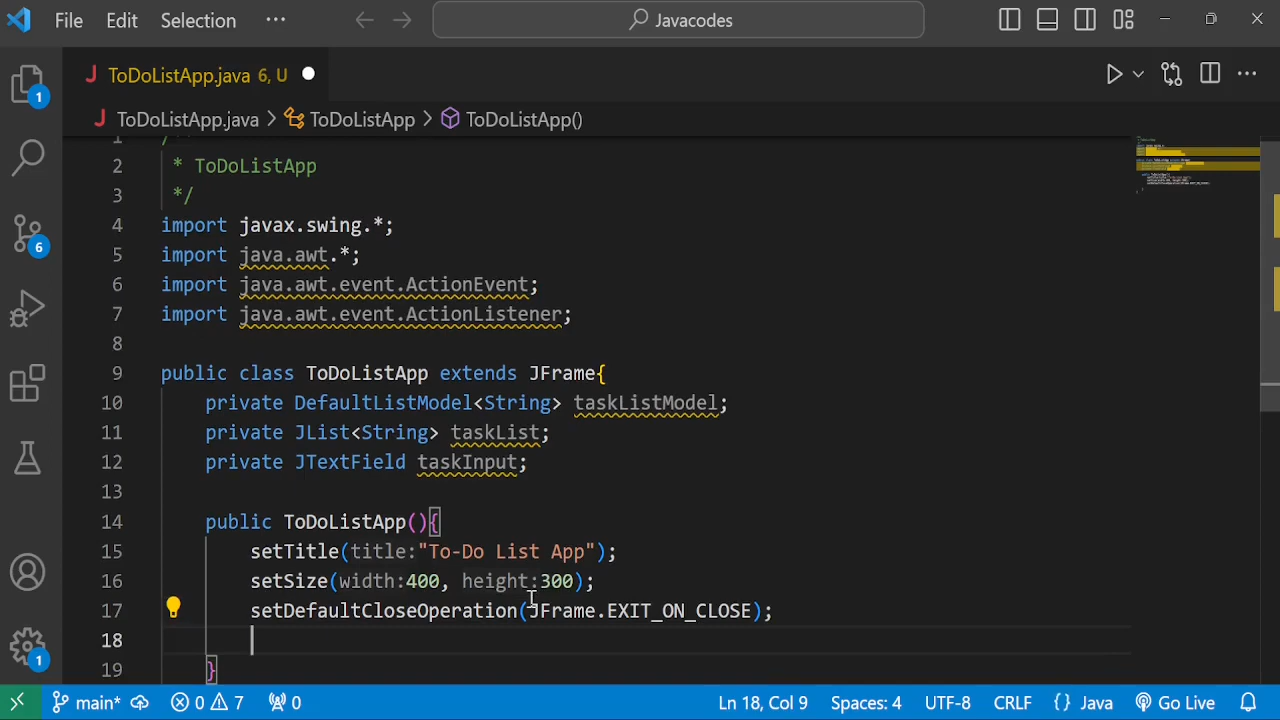 File Edit Selection ··· Javacodes
ToDoListApp.java 6, U
ToDoListApp.java > ToDoListApp > ToDoListApp()
1 /**
2 * ToDoListApp
3 */
4 import javax.swing.*;
5 import java.awt.*;
6 import java.awt.event.ActionEvent;
7 import java.awt.event.ActionListener;
8
9 public class ToDoListApp extends JFrame{
10 private DefaultListModel<String> taskListModel;
11 private JList<String> taskList;
12 private JTextField taskInput;
13
14 public ToDoListApp(){
15 setTitle(title:"To-Do List App");
16 setSize(width:400, height:300);
17 setDefaultCloseOperation(JFrame.EXIT_ON_CLOSE);
18
19 }
1
6
1
main* 0 7 0 Ln 18, Col 9 Spaces: 4 UTF-8 CRLF {} Java Go Live